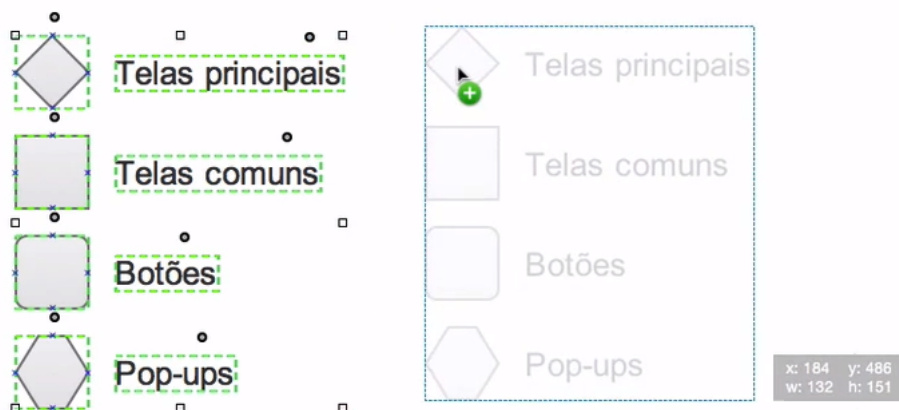 Telas principais
Telas comuns
Botões
Pop-ups
Telas principais
Telas comuns
Botões
Pop-ups
x: 184 y: 486
w: 132 h: 151